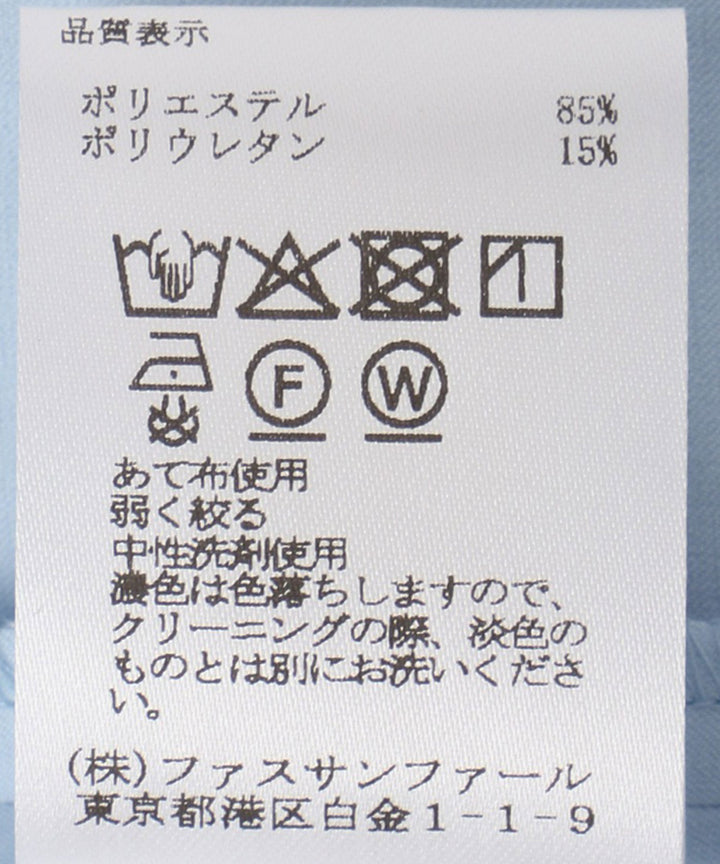 品質表示
ポリエステル 85%
ポリウレタン 15%
F W
あて布使用
弱く絞る
中性洗剤使用
濃色は色落ちしますので、
クリーニングの際、淡色の
ものとは別にお洗いくださ
い。
(株)ファスサンファール
東京都港区白金1-1-9